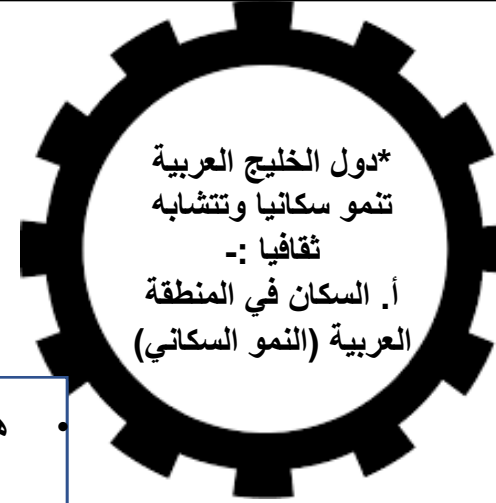 *دول الخليج العربية
تنمو سكانيا وتتشابه
ثقافيا :-
أ. السكان في المنطقة
العربية (النمو السكاني)
•